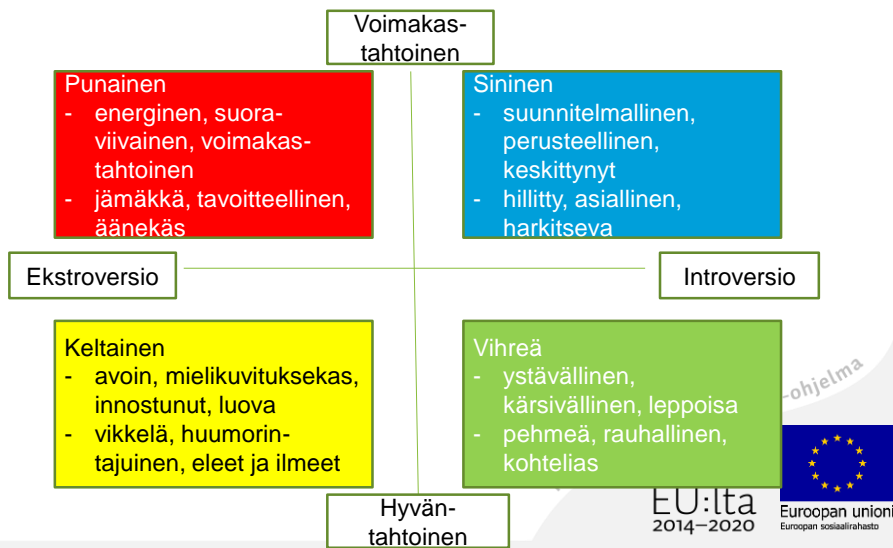 Voimakas-
tahtoinen
Punainen
- energinen, suora-
viivainen, voimakas-
tahtoinen
- jämäkkä, tavoitteellinen,
äänekäs
Sininen
- suunnitelmallinen,
perusteellinen,
keskittynyt
- hillitty, asiallinen,
harkitseva
Ekstroversio
Introversio
Keltainen
- avoin, mielikuvituksekas,
innostunut, luova
- vikkelä, huumorin-
tajuinen, eleet ja ilmeet
Vihreä
- ystävällinen,
kärsivällinen, leppoisa
- pehmeä, rauhallinen,
kohtelias
-ohjelma
Hyvän-
tahtoinen
EU:lta
2014–2020
Euroopan unioni
Euroopan sosiaalirahasto